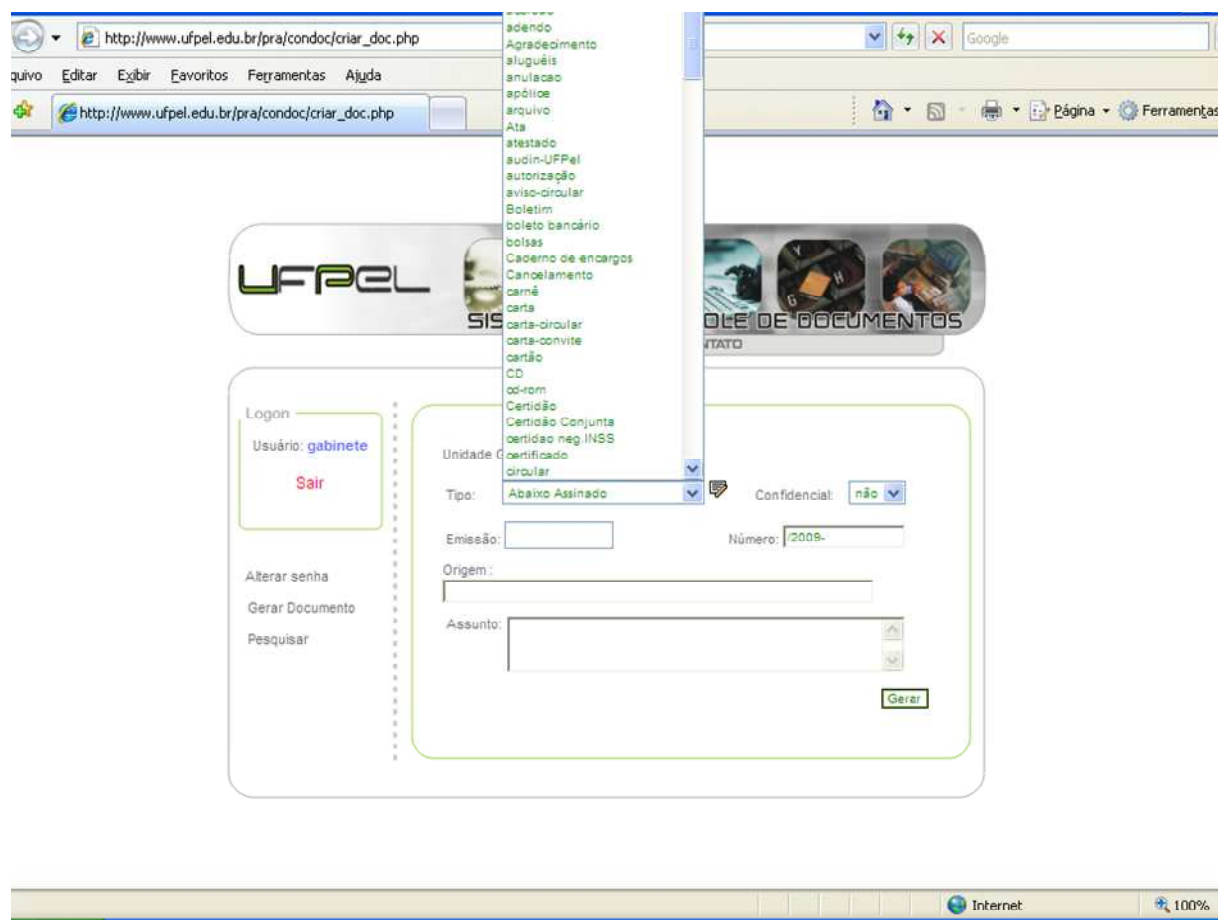 http://www.ufpel.edu.br/pra/condoc/criar_doc.php
Google
quivo Editar Exibir Favoritos Ferramentas Ajuda
http://www.ufpel.edu.br/pra/condoc/criar_doc.php
Página Ferramentas
adendo
Agradecimento
aluguéis
anulacao
apólice
arquivo
Ata
atestado
audin-UFPel
autorização
aviso-circular
Boletim
boleto bancário
bolsas
Caderno de encargos
Cancelamento
carnê
carta
carta-circular
carta-convite
cartão
CD
cd-rom
Certidão
Certidão Conjunta
certidao neg.INSS
certificado
circular
UFPEL
SIS
OLE DE DOCUMENTOS
NTATO
Logon
Usuário: gabinete
Sair
Alterar senha
Gerar Documento
Pesquisar
Unidade G
Tipo: Abaixo Assinado Confidencial: não
Emissão: Número: /2009-
Origem :
Assunto:
Gerar
Internet 100%